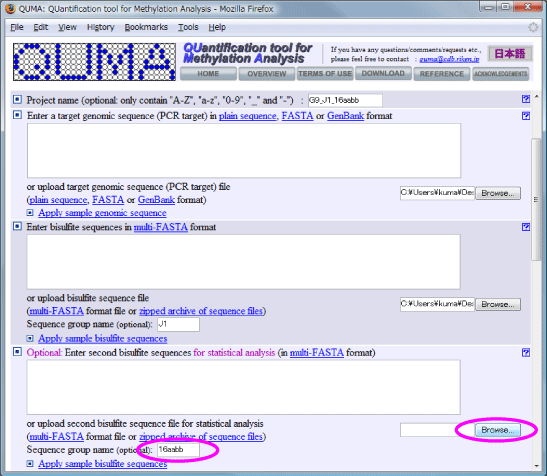 QUMA: QUantification tool for Methylation Analysis - Mozilla Firefox
File Edit View History Bookmarks Tools Help
QUMA
QUantification tool for
Methylation Analysis
If you have any questions/comments/requests etc.,
please feel free to contact : quma@cdb.riken.jp
日本語
HOME OVERVIEW TERMS OF USE DOWNLOAD REFERENCE ACKNOWLEDGEMENTS
Project name (optional: only contain "A-Z", "a-z", "0-9", "_" and "-") : G9_J1_16aabb ?
Enter a target genomic sequence (PCR target) in plain sequence, FASTA or GenBank format ?
or upload target genomic sequence (PCR target) file
(plain sequence, FASTA or GenBank format)
C:¥Users¥kuma¥Des Browse...
Apply sample genomic sequence
Enter bisulfite sequences in multi-FASTA format ?
or upload bisulfite sequence file
(multi-FASTA format file or zipped archive of sequence files)
C:¥Users¥kuma¥Des Browse...
Sequence group name (optional): J1
Apply sample bisulfite sequences
Optional: Enter second bisulfite sequences for statistical analysis (in multi-FASTA format) ?
or upload second bisulfite sequence file for statistical analysis
Browse...
(multi-FASTA format file or zipped archive of sequence files)
Sequence group name (optional): 16aabb
Apply sample bisulfite sequences